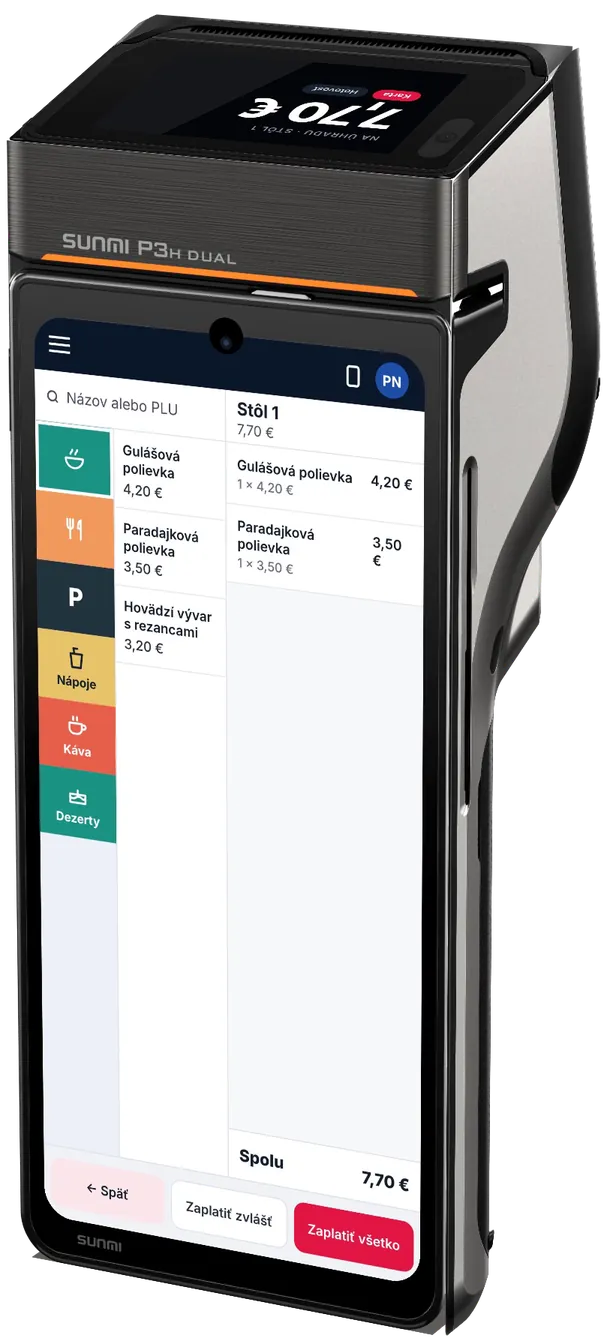 Karta
Hotovosť
7,70 €
NA ÚHRADU · STÔL 1
SUNMI P3H DUAL
PN
Názov alebo PLU
Stôl 1
7,70 €
Gulášová
polievka
4,20 €
Paradajková
polievka
3,50 €
Hovädzí vývar
s rezancami
3,20 €
P
Nápoje
Káva
Dezerty
Gulášová polievka
4,20 €
1 × 4,20 €
Paradajková
polievka
3,50
€
1 × 3,50 €
Spolu
7,70 €
← Späť
Zaplatiť zvlášť
Zaplatiť všetko
SUNMI